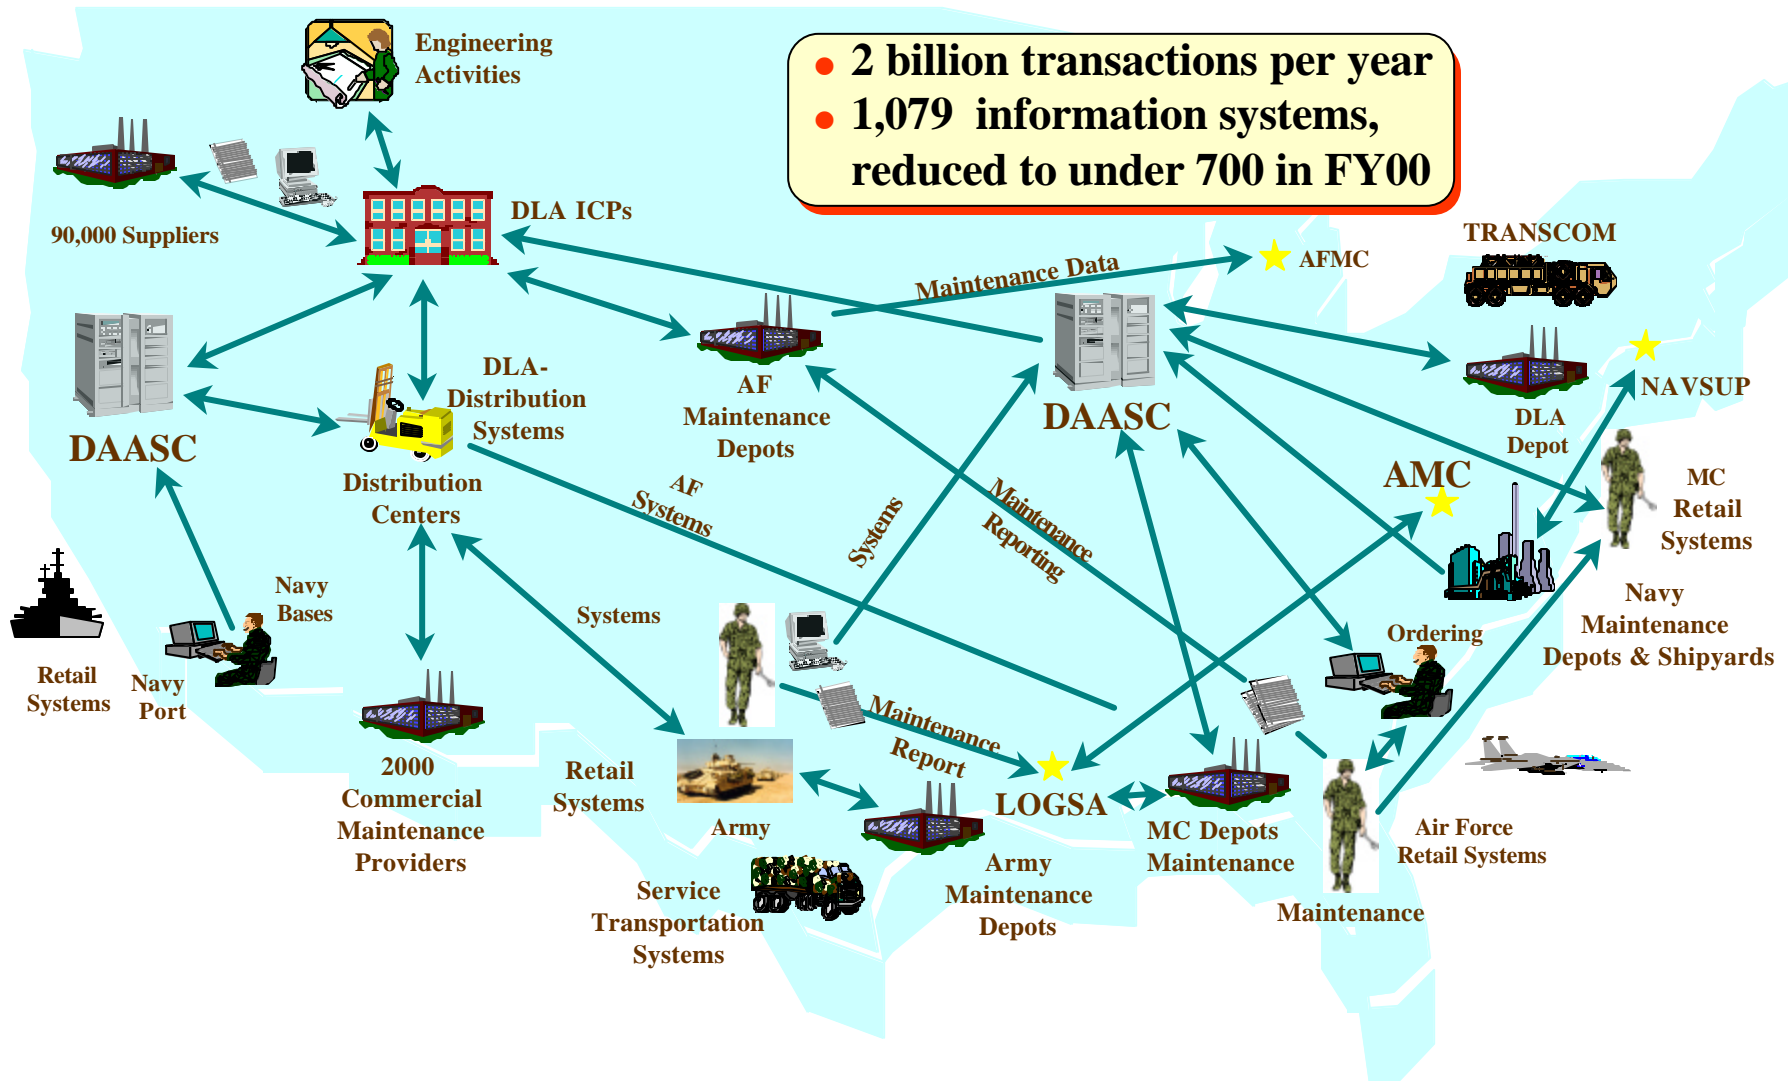 Engineering
Activities
• 2 billion transactions per year
• 1,079 information systems,
reduced to under 700 in FY00
90,000 Suppliers
DLA ICPs
TRANSCOM
AFMC
Maintenance Data
DAASC
DLA-
Distribution
Systems
AF
Maintenance
Depots
DAASC
DLA
Depot
NAVSUP
Distribution
Centers
AF
Systems
Systems
Maintenance
Reporting
AMC
MC
Retail
Systems
Navy
Bases
Systems
Navy
Maintenance
Depots & Shipyards
Ordering
Retail
Systems
Navy
Port
Maintenance
Report
2000
Commercial
Maintenance
Providers
Retail
Systems
Army
LOGSA
MC Depots
Maintenance
Air Force
Retail Systems
Army
Maintenance
Depots
Service
Transportation
Systems
Maintenance